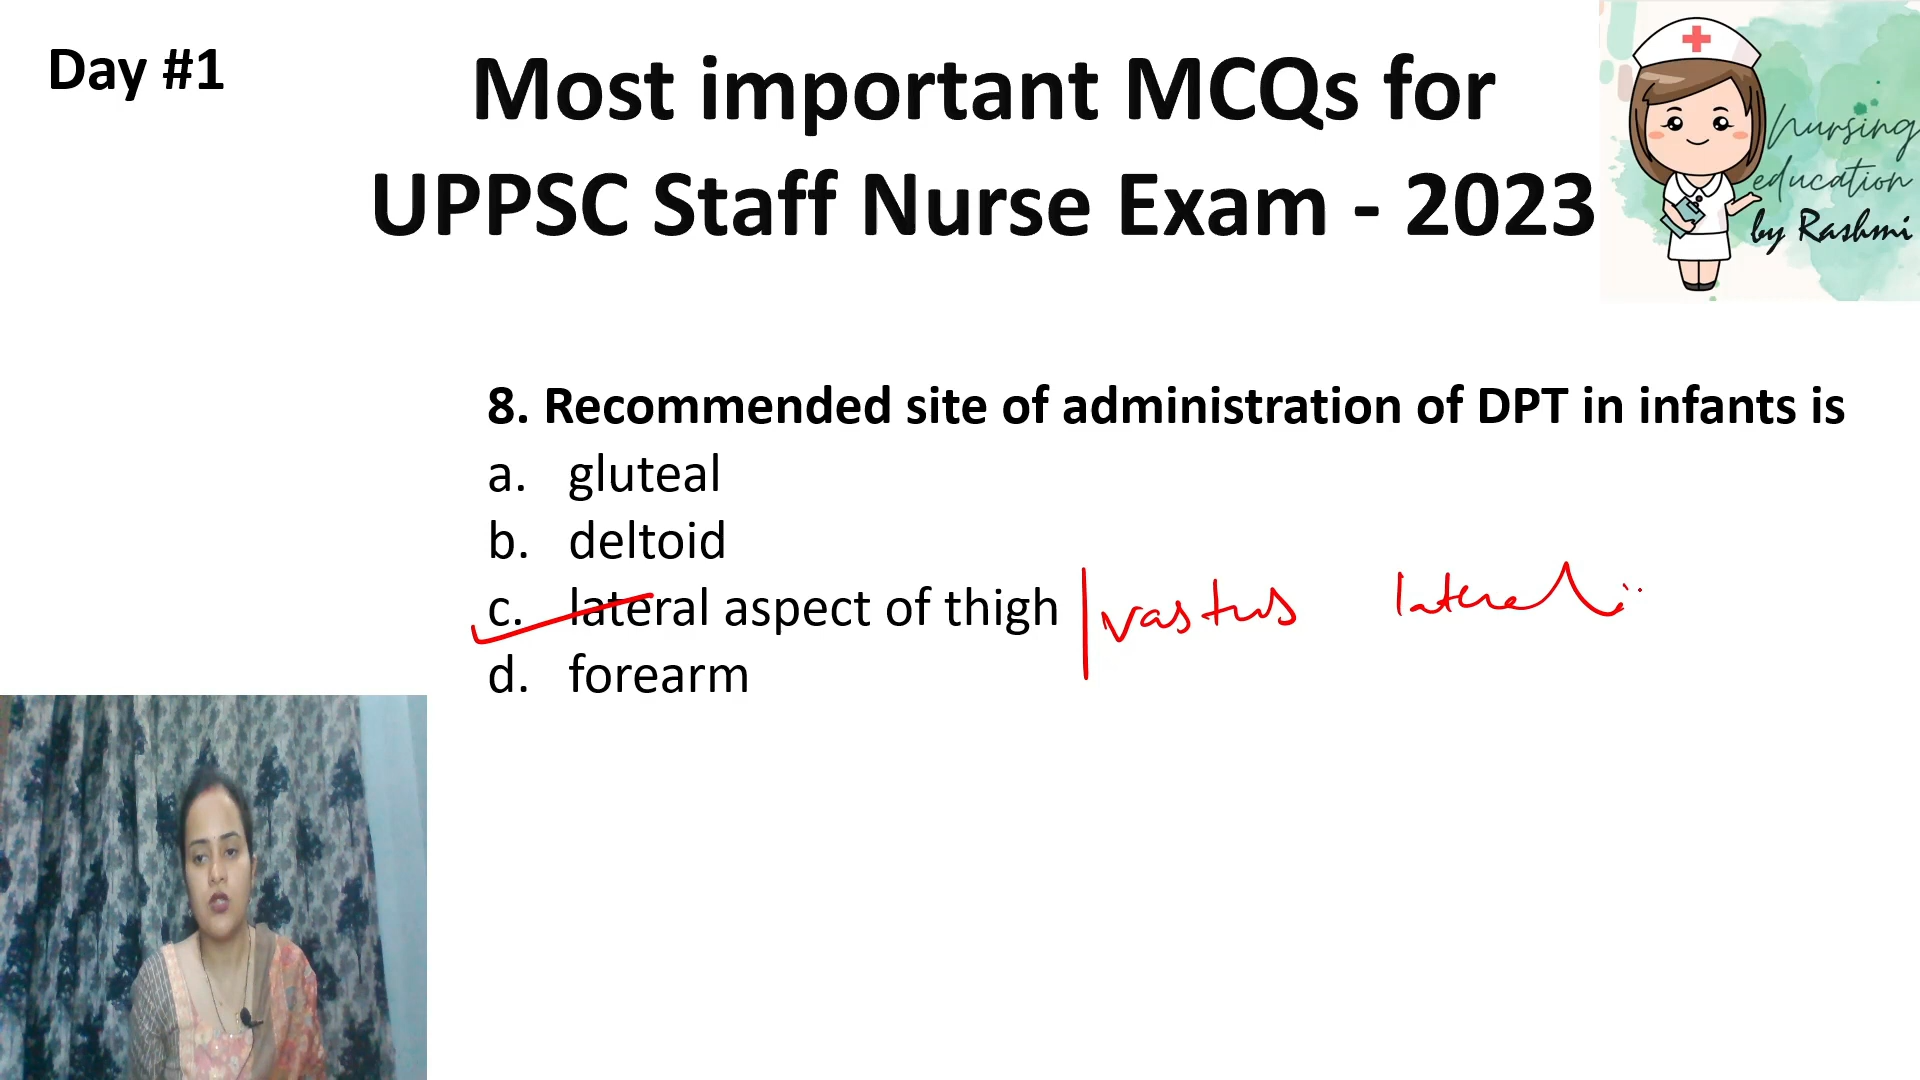 Day #1
Most important MCQs for
UPPSC Staff Nurse Exam - 2023
Nursing
education
by Rashmi
8. Recommended site of administration of DPT in infants is
a. gluteal
b. deltoid
c. lateral aspect of thigh | vastus laterali
d. forearm